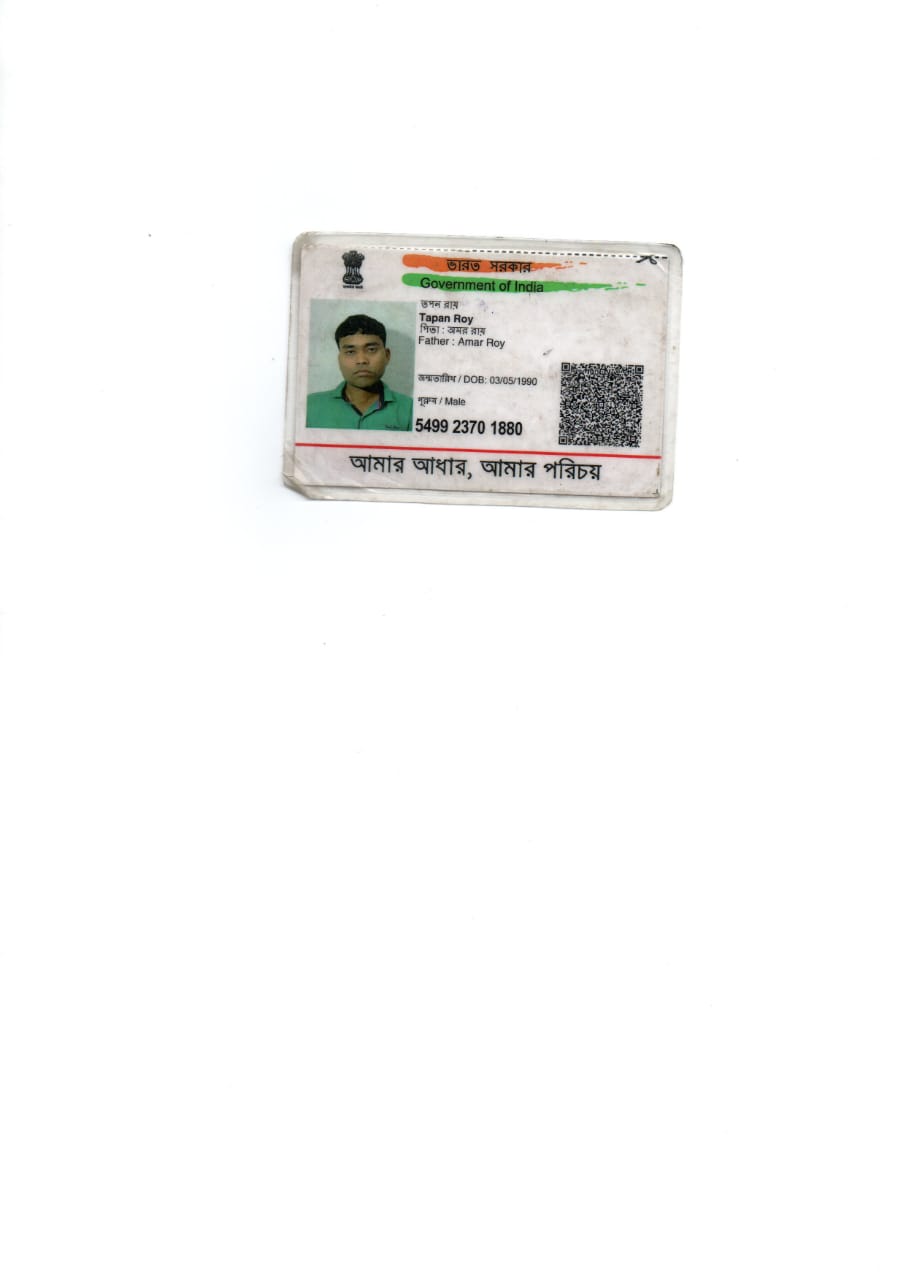 ভারত সরকার
Government of India
তপন রায়
Tapan Roy
পিতা : অমর রায়
Father : Amar Roy
জন্মতারিখ / DOB: 03/05/1990
পুরুষ / Male
5499 2370 1880
আমার আধার, আমার পরিচয়